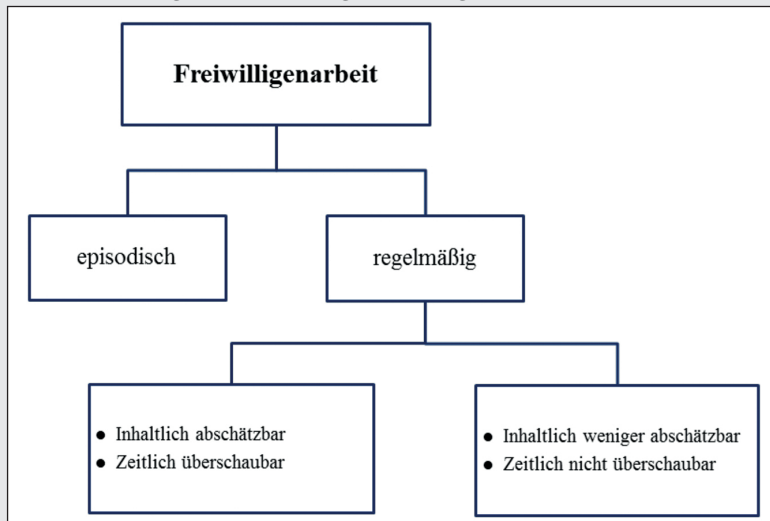 Freiwilligenarbeit
episodisch
regelmäßig
● Inhaltlich abschätzbar
● Zeitlich überschaubar
● Inhaltlich weniger abschätzbar
● Zeitlich nicht überschaubar